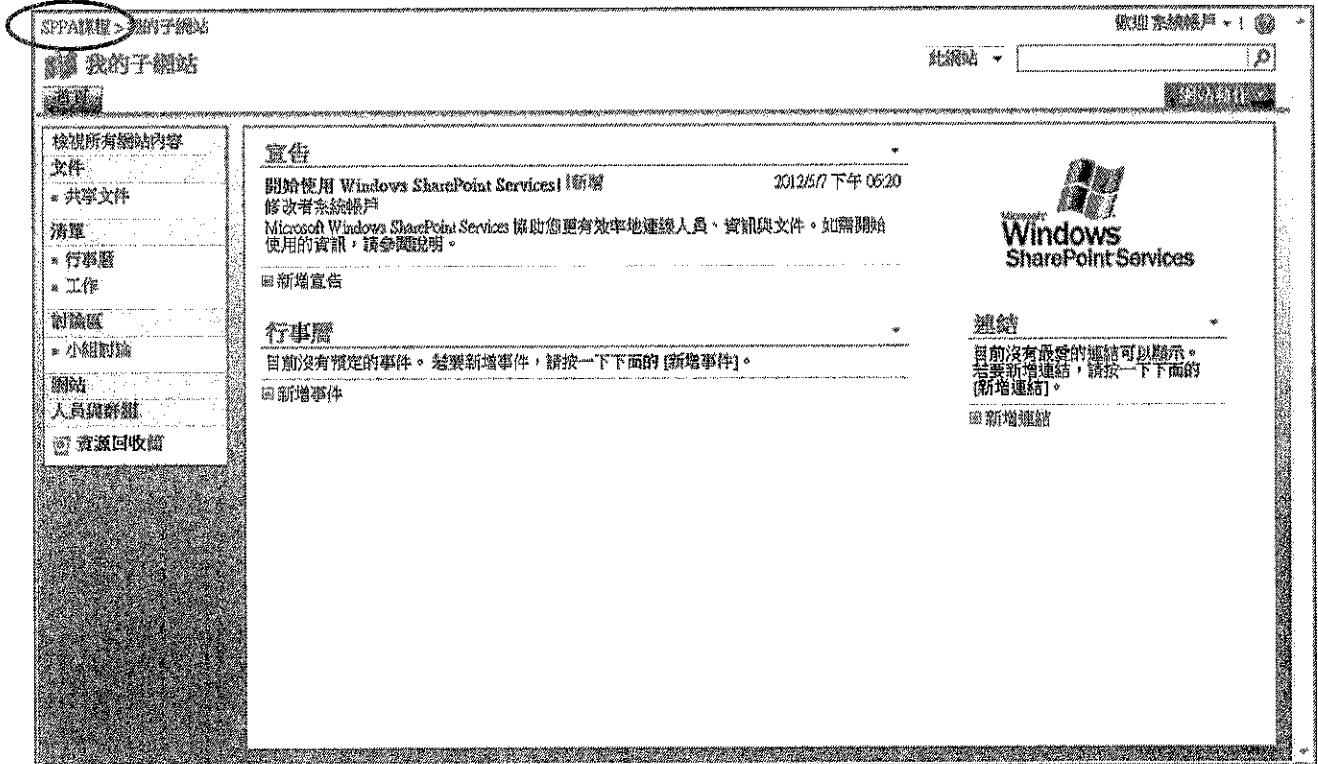 SPPA課程 > 我的子網站
歡迎 系統帳戶
我的子網站
此網站
首頁
網站動作
檢視所有網站內容
文件
共享文件
清單
行事曆
工作
討論區
小組討論
網站
人員與群組
資源回收筒
宣告
開始使用 Windows SharePoint Services! !新增
2012/5/7 下午 05:20
修改者系統帳戶
Microsoft Windows SharePoint Services 協助您更有效率地連線人員、資訊與文件。如需開始
使用的資訊，請參閱說明。
新增宣告
行事曆
目前沒有預定的事件。 若要新增事件，請按一下下面的 [新增事件]。
新增事件
Microsoft
Windows
SharePoint Services
連結
目前沒有最愛的連結可以顯示。
若要新增連結，請按一下下面的
[新增連結]。
新增連結